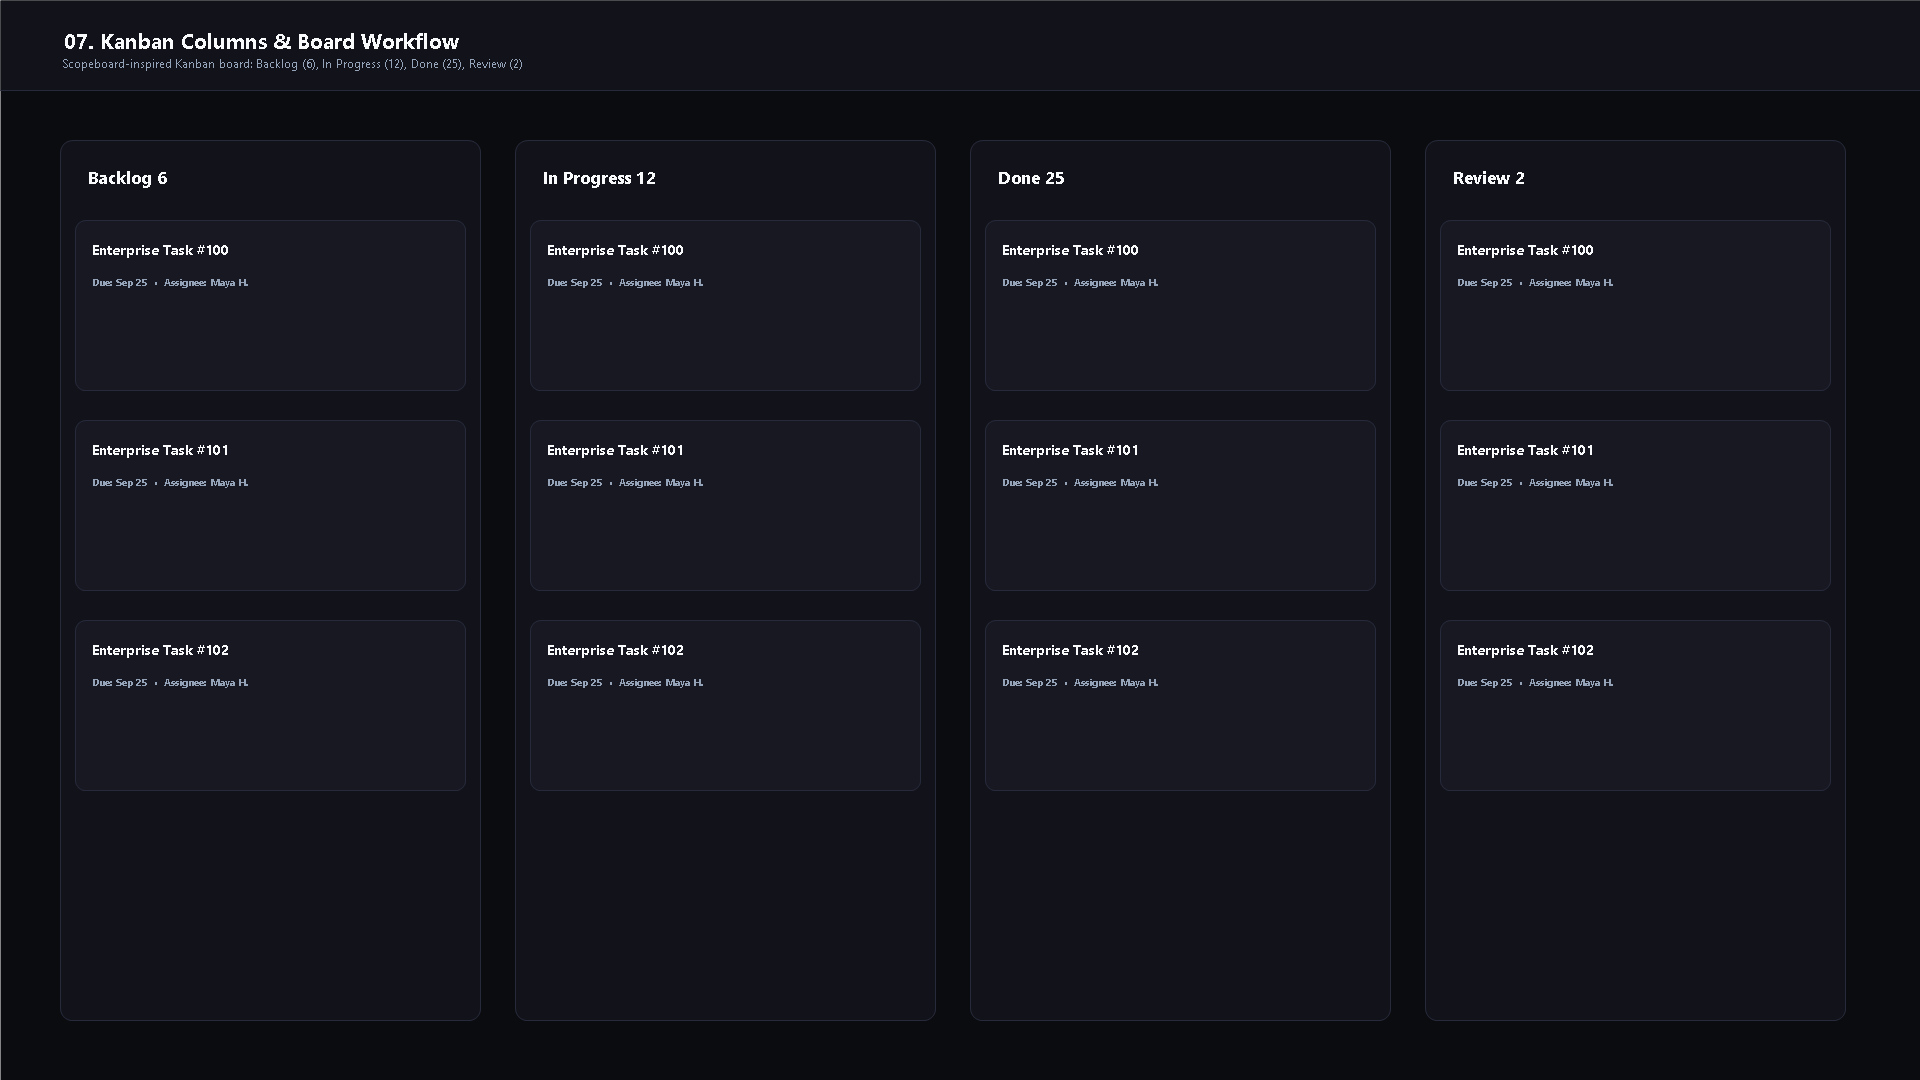 07. Kanban Columns & Board Workflow
Scopeboard-inspired Kanban board: Backlog (6), In Progress (12), Done (25), Review (2)
Backlog 6
Enterprise Task #100
Due: Sep 25 • Assignee: Maya H.
Enterprise Task #101
Due: Sep 25 • Assignee: Maya H.
Enterprise Task #102
Due: Sep 25 • Assignee: Maya H.
In Progress 12
Enterprise Task #100
Due: Sep 25 • Assignee: Maya H.
Enterprise Task #101
Due: Sep 25 • Assignee: Maya H.
Enterprise Task #102
Due: Sep 25 • Assignee: Maya H.
Done 25
Enterprise Task #100
Due: Sep 25 • Assignee: Maya H.
Enterprise Task #101
Due: Sep 25 • Assignee: Maya H.
Enterprise Task #102
Due: Sep 25 • Assignee: Maya H.
Review 2
Enterprise Task #100
Due: Sep 25 • Assignee: Maya H.
Enterprise Task #101
Due: Sep 25 • Assignee: Maya H.
Enterprise Task #102
Due: Sep 25 • Assignee: Maya H.